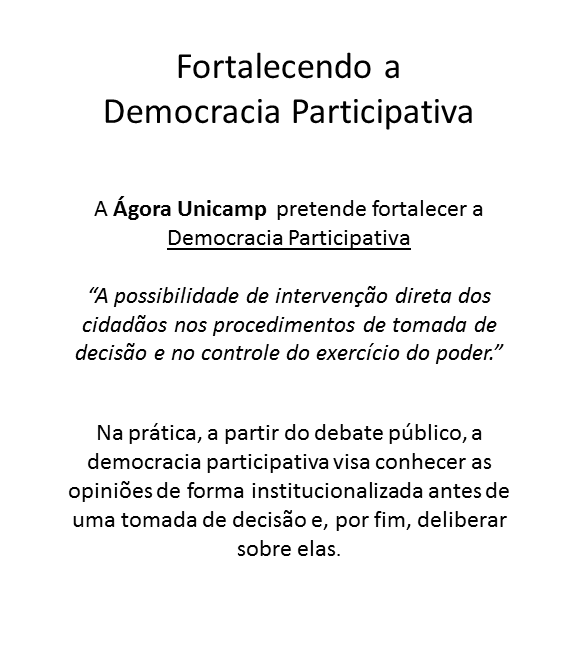 Fortalecendo a
Democracia Participativa
A Ágora Unicamp pretende fortalecer a
Democracia Participativa
“A possibilidade de intervenção direta dos
cidadãos nos procedimentos de tomada de
decisão e no controle do exercício do poder.”
Na prática, a partir do debate público, a
democracia participativa visa conhecer as
opiniões de forma institucionalizada antes de
uma tomada de decisão e, por fim, deliberar
sobre elas.